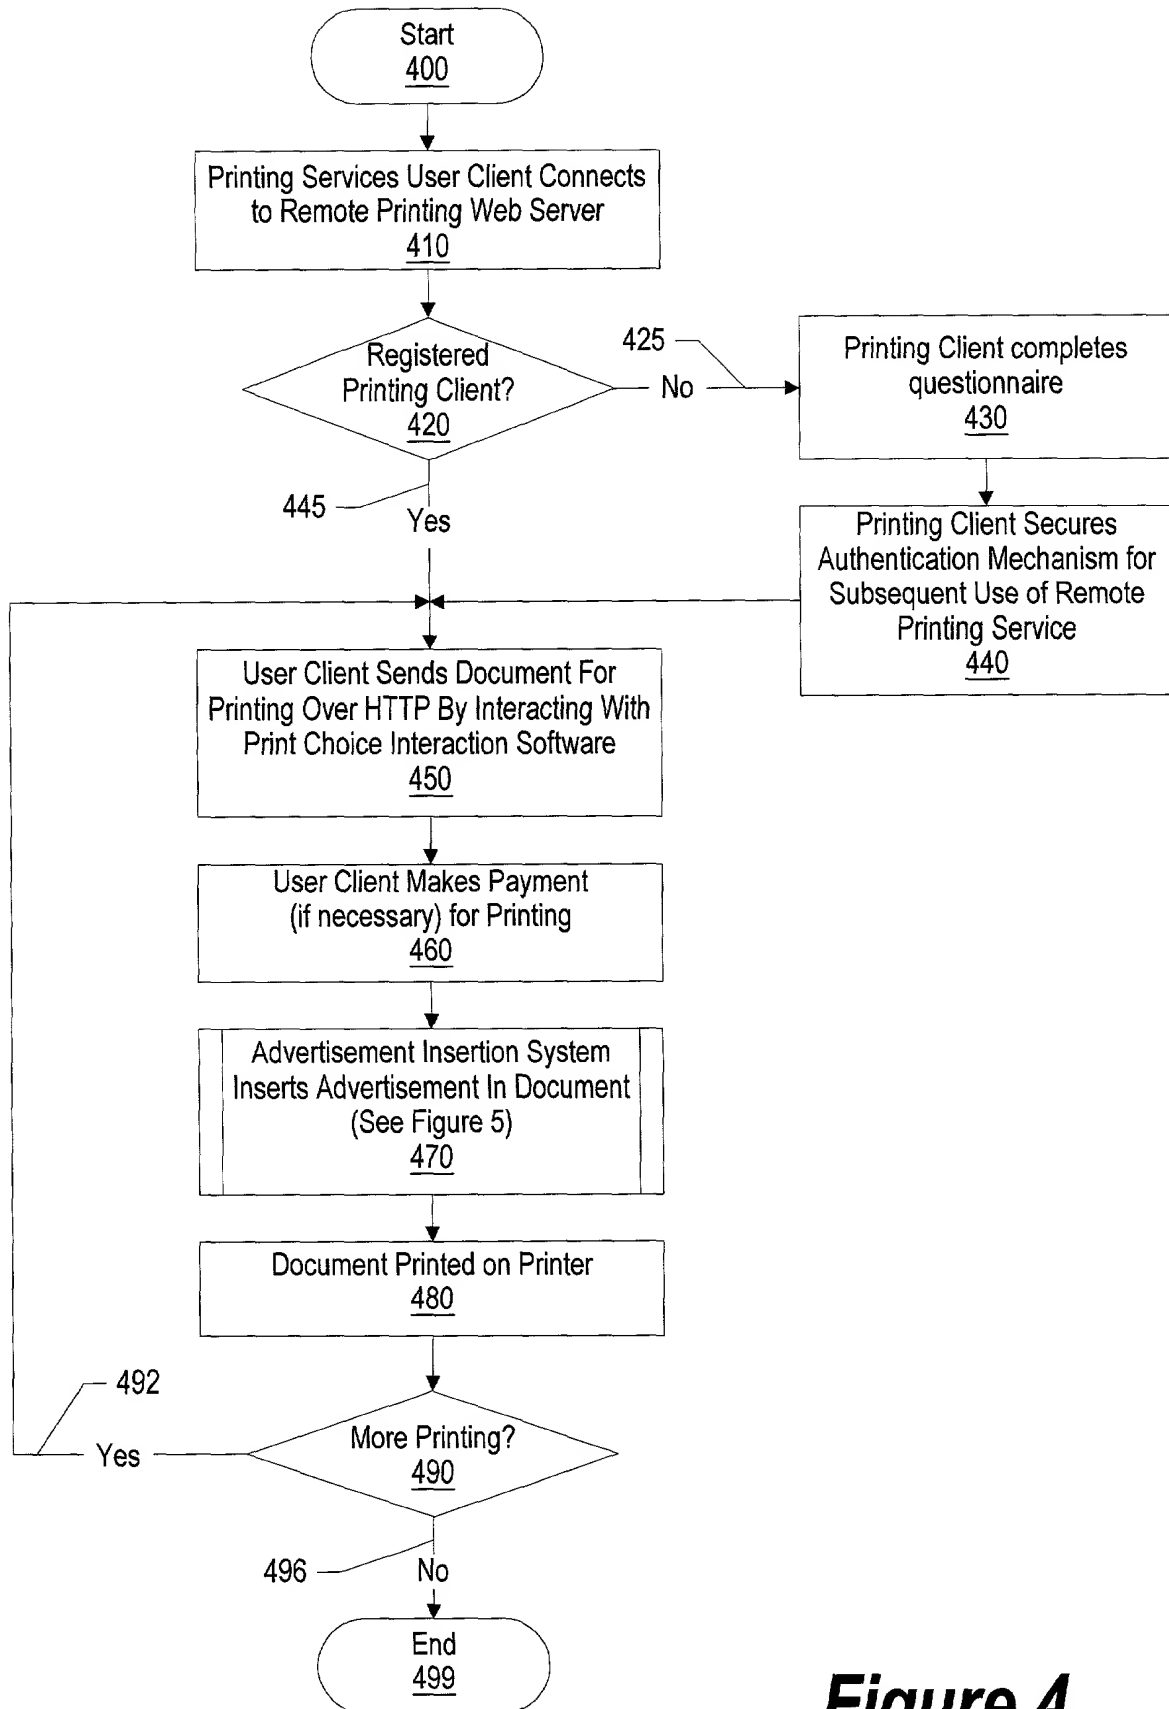 Start
400
Printing Services User Client Connects
to Remote Printing Web Server
410
Registered
Printing Client?
420
425
No
Printing Client completes
questionnaire
430
445
Yes
Printing Client Secures
Authentication Mechanism for
Subsequent Use of Remote
Printing Service
440
User Client Sends Document For
Printing Over HTTP By Interacting With
Print Choice Interaction Software
450
User Client Makes Payment
(if necessary) for Printing
460
Advertisement Insertion System
Inserts Advertisement In Document
(See Figure 5)
470
Document Printed on Printer
480
492
Yes
More Printing?
490
496
No
End
499
Figure 4